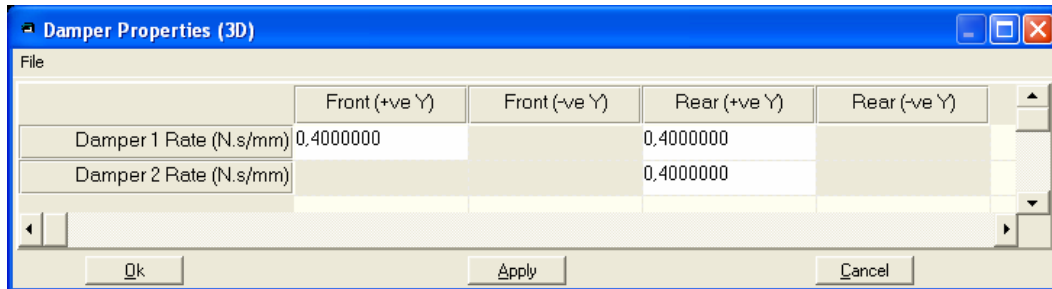 Damper Properties (3D)
File
Front (+ve Y) Front (-ve Y) Rear (+ve Y) Rear (-ve Y)
Damper 1 Rate (N.s/mm) 0,4000000 0,4000000
Damper 2 Rate (N.s/mm) 0,4000000
Ok Apply Cancel